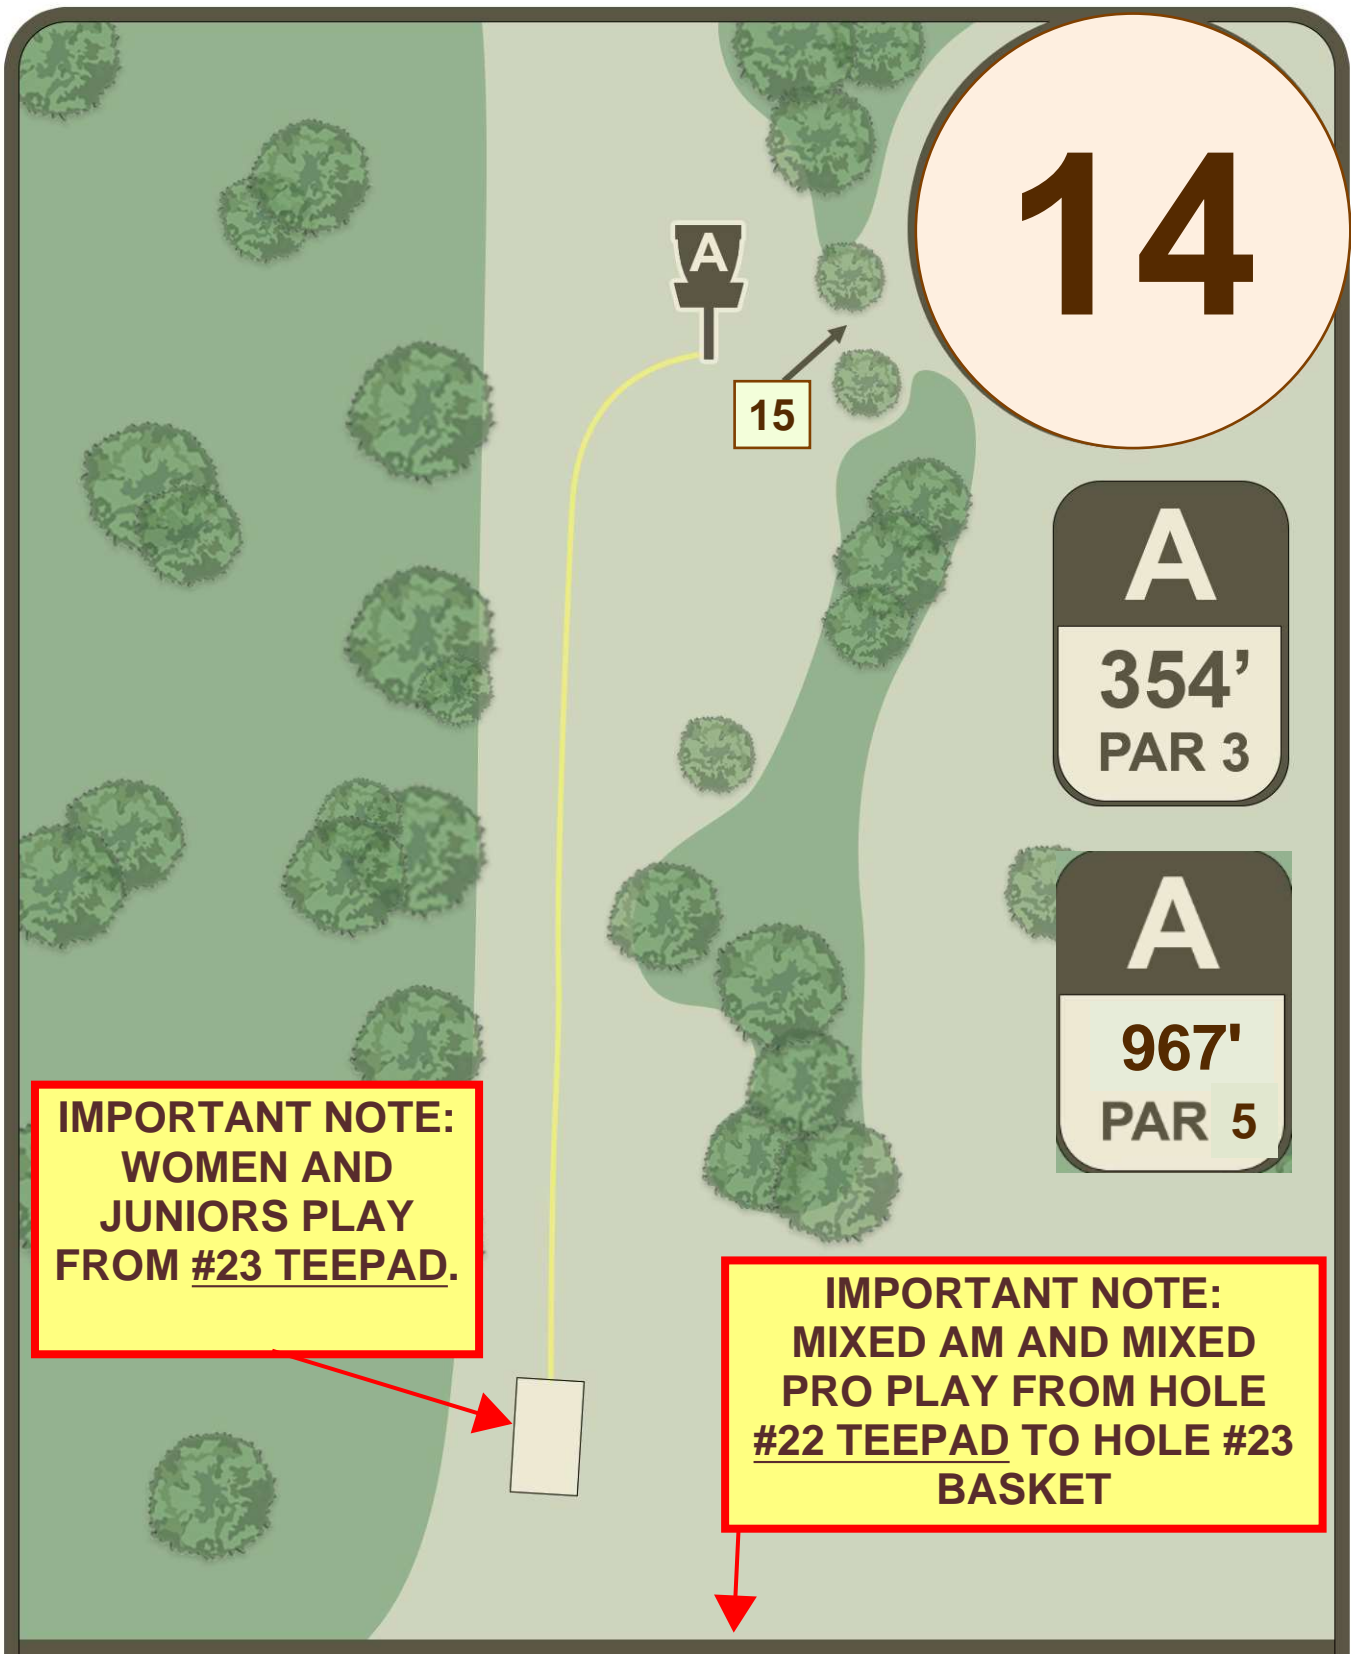 14
A
15
A
354’
PAR 3
A
967'
PAR 5
IMPORTANT NOTE:
WOMEN AND
JUNIORS PLAY
FROM #23 TEEPAD.
IMPORTANT NOTE:
MIXED AM AND MIXED
PRO PLAY FROM HOLE
#22 TEEPAD TO HOLE #23
BASKET